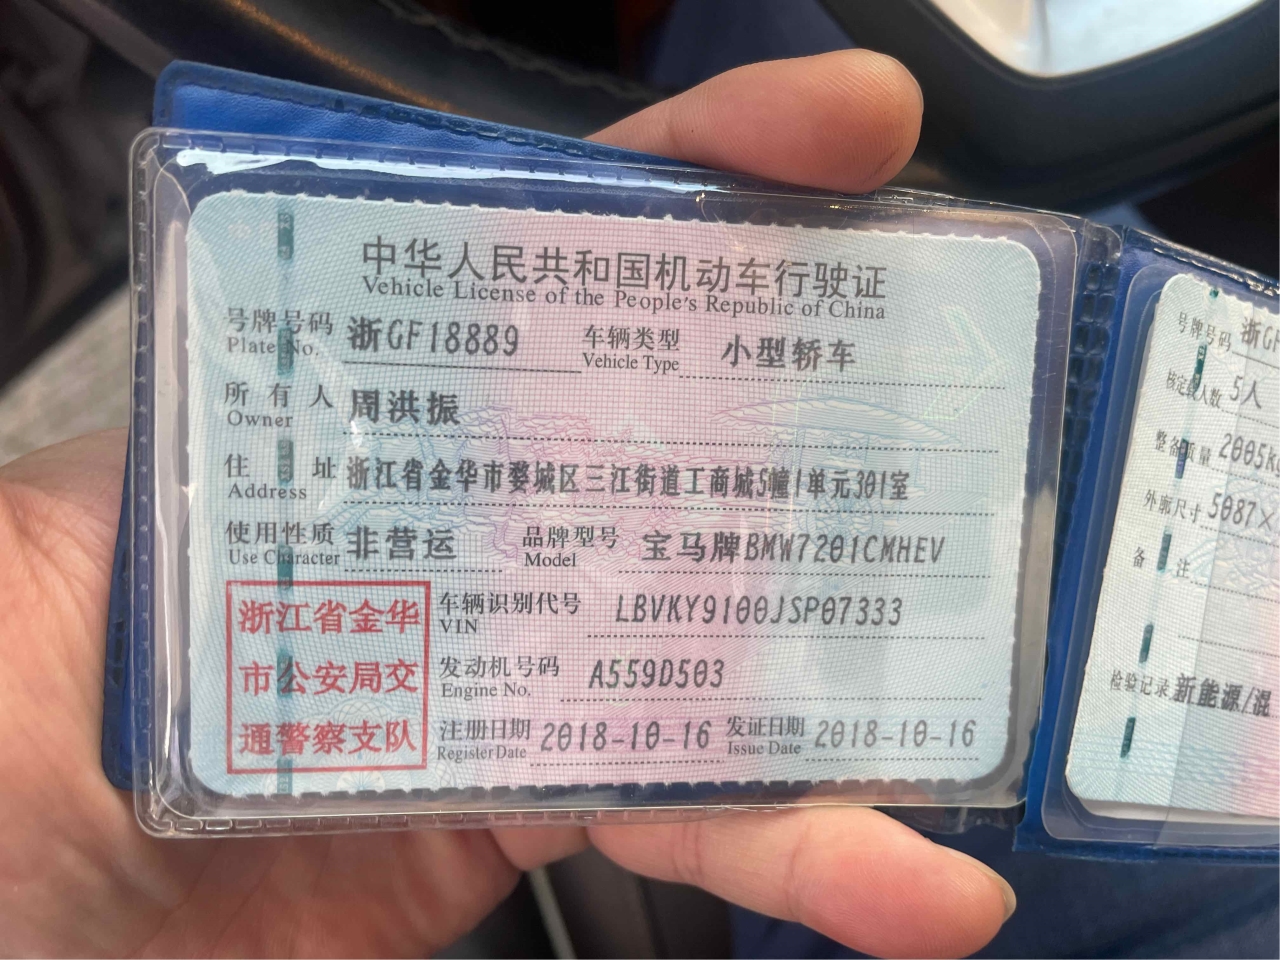 中华人民共和国机动车行驶证
Vehicle License of the People's Republic of China
号牌号码 浙GF18889 车辆类型 小型轿车
Plate No. Vehicle Type
所有人 周洪振
Owner
住址 浙江省金华市婺城区三江街道工商城5幢1单元301室
Address
使用性质 非营运 品牌型号 宝马牌BMW7201CMHEV
Use Character Model
浙江省金华
市公安局交
通警察支队
车辆识别代号 LBVKY9100JSP07333
VIN
发动机号码 A559D503
Engine No.
注册日期 2018-10-16 发证日期 2018-10-16
Register Date Issue Date
号牌号码 浙GF
核定载人数 5人
整备质量 2005k
外廓尺寸 5087×
备注
检验记录 新能源/混